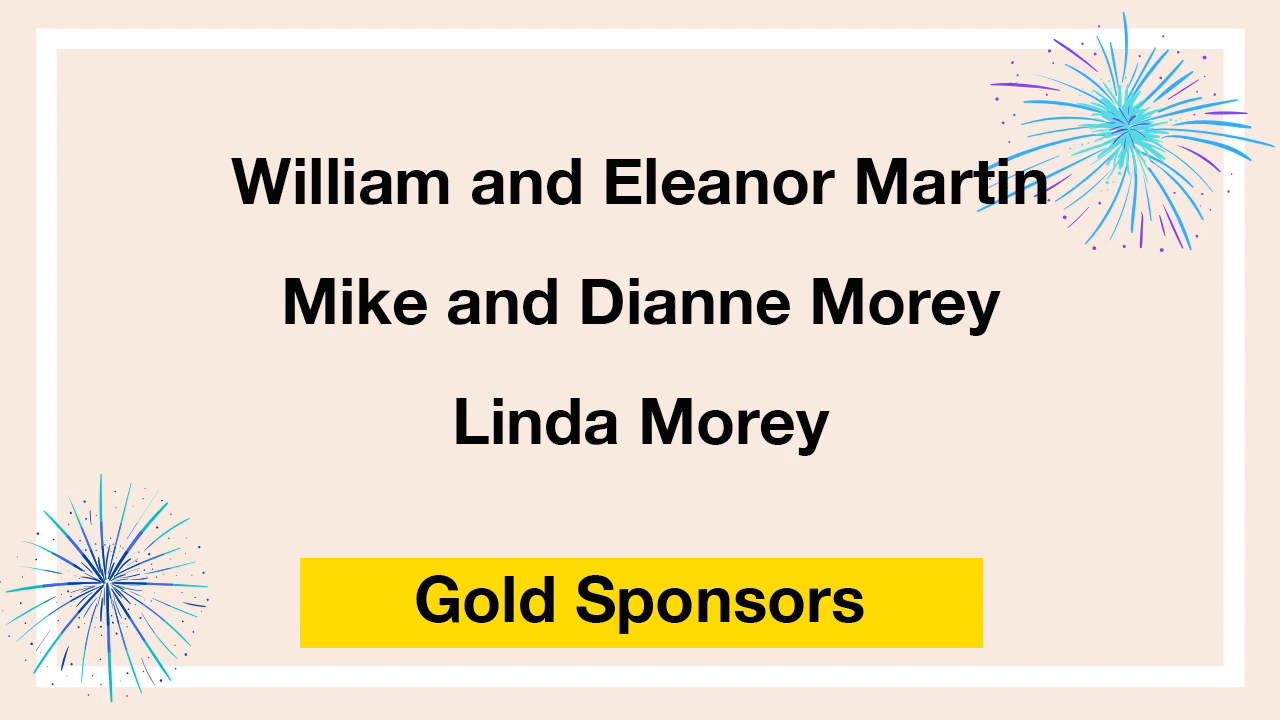 William and Eleanor Martin
Mike and Dianne Morey
Linda Morey
Gold Sponsors